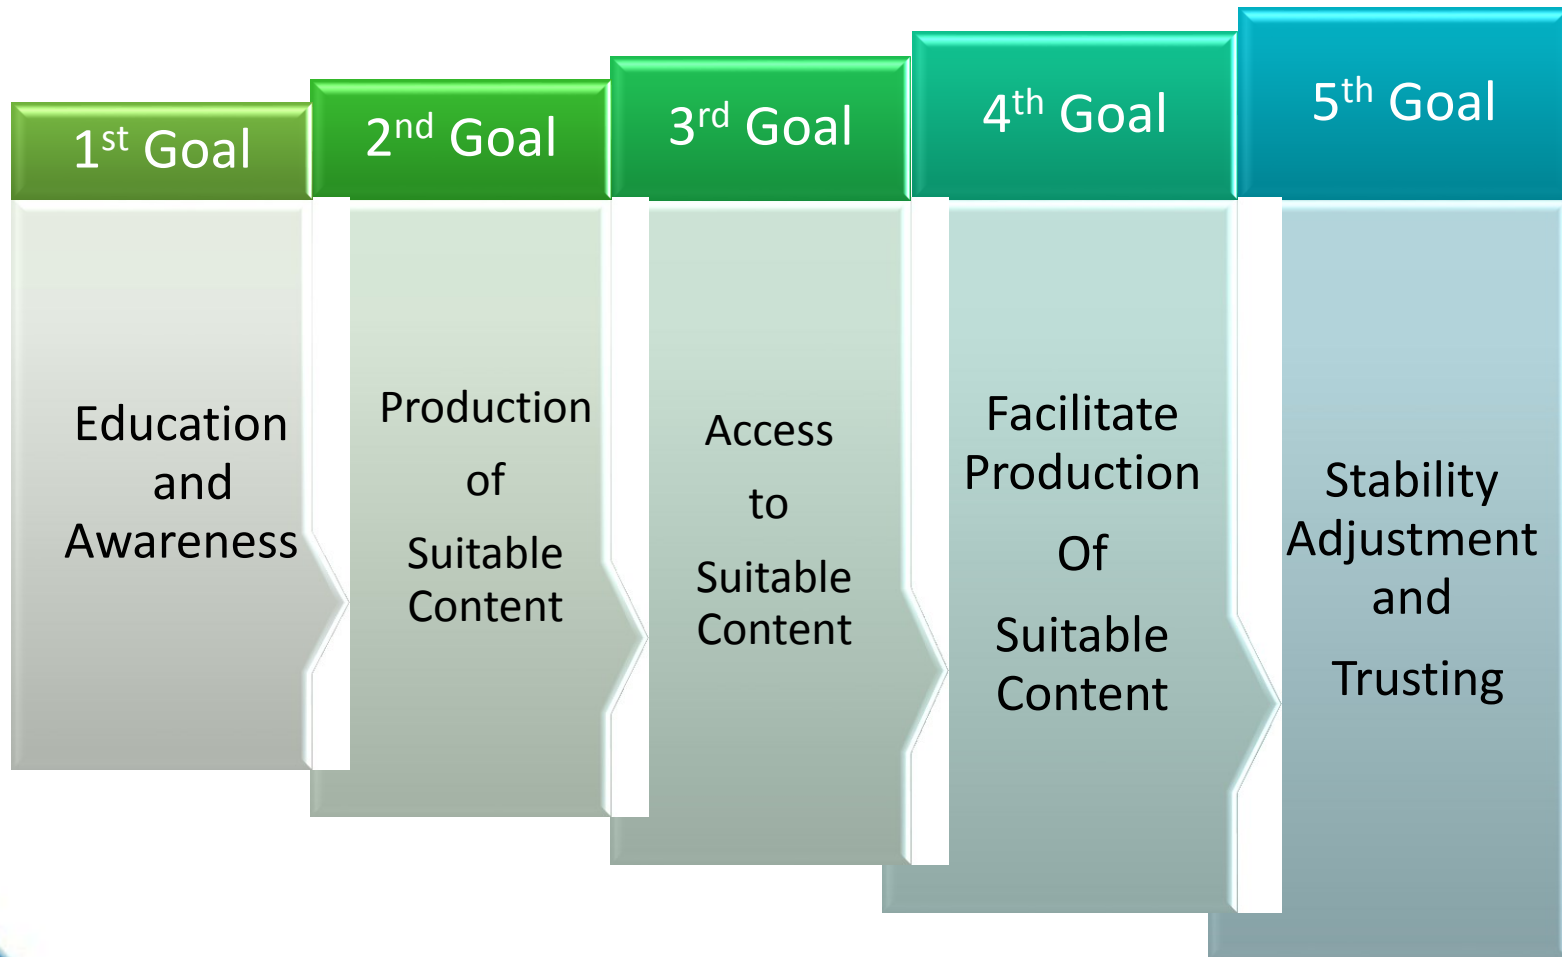 1st Goal
2nd Goal
3rd Goal
4th Goal
5th Goal
Education
and
Awareness
Production
of
Suitable
Content
Access
to
Suitable
Content
Facilitate
Production
Of
Suitable
Content
Stability
Adjustment
and
Trusting